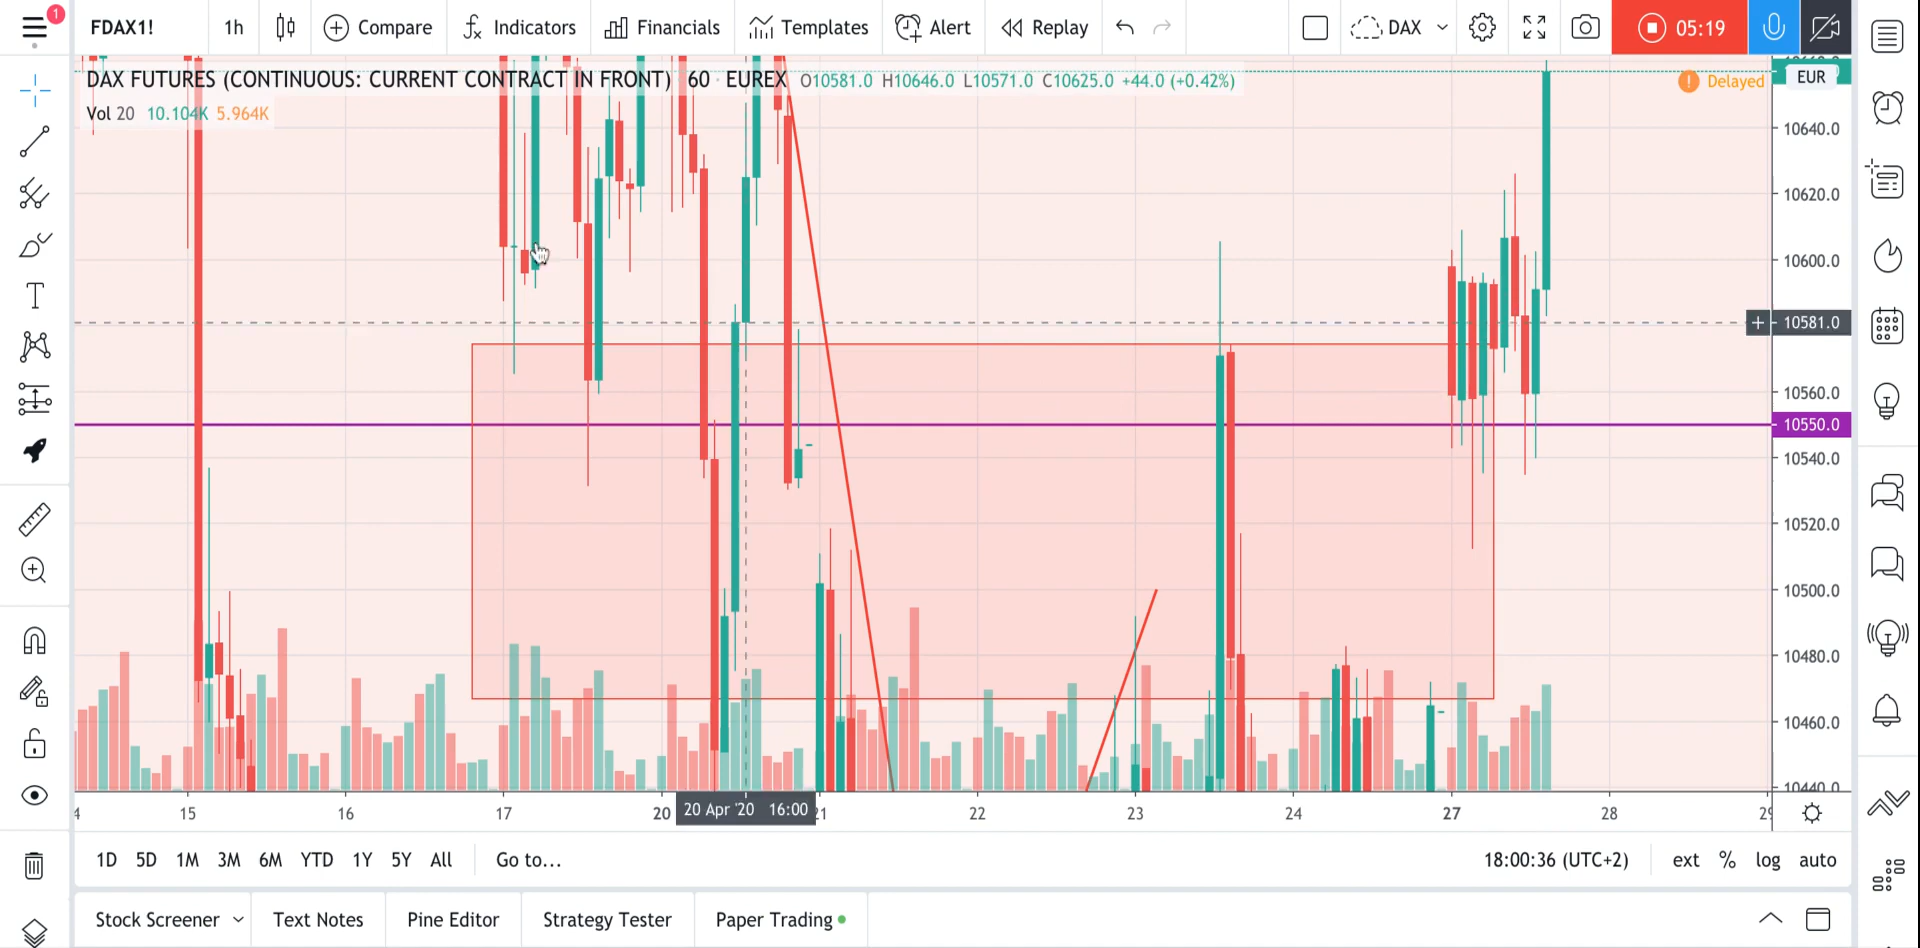 1
FDAX1!
1h
Compare
Indicators
Financials
Templates
Alert
Replay
DAX
05:19
DAX FUTURES (CONTINUOUS: CURRENT CONTRACT IN FRONT) 60 · EUREX O10581.0 H10646.0 L10571.0 C10625.0 +44.0 (+0.42%)
Delayed
EUR
Vol 20 10.104K 5.964K
10640.0
10620.0
10600.0
10581.0
10560.0
10550.0
10540.0
10520.0
10500.0
10480.0
10460.0
10440.0
15 16 17 20 20 Apr '20 16:00 21 22 23 24 27 28 29
1D 5D 1M 3M 6M YTD 1Y 5Y All Go to... 18:00:36 (UTC+2) ext % log auto
Stock Screener Text Notes Pine Editor Strategy Tester Paper Trading